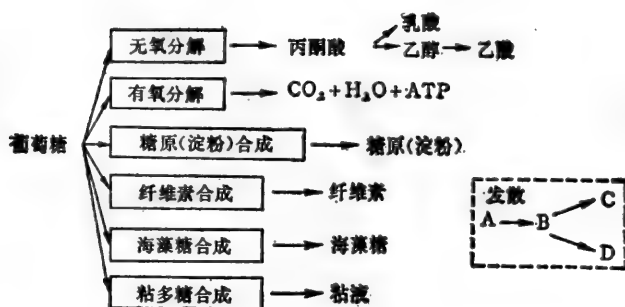 无氧分解 → 丙酮酸 → 乳酸
→ 乙醇 → 乙酸
有氧分解 → CO₂+H₂O+ATP
葡萄糖 糖原(淀粉)合成 → 糖原(淀粉)
纤维素合成 → 纤维素
海藻糖合成 → 海藻糖
粘多糖合成 → 粘液
发散
A → B → C
→ D